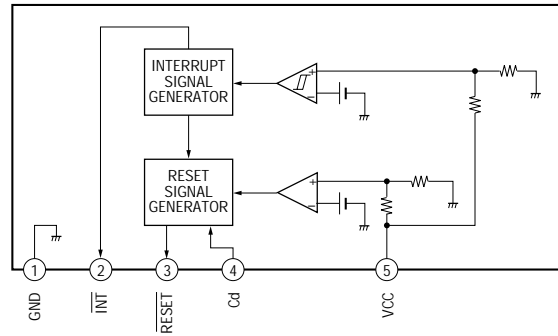 INTERRUPT
SIGNAL
GENERATOR
+
−
RESET
SIGNAL
GENERATOR
+
−
1
2
3
4
5
GND
INT
RESET
Cd
VCC